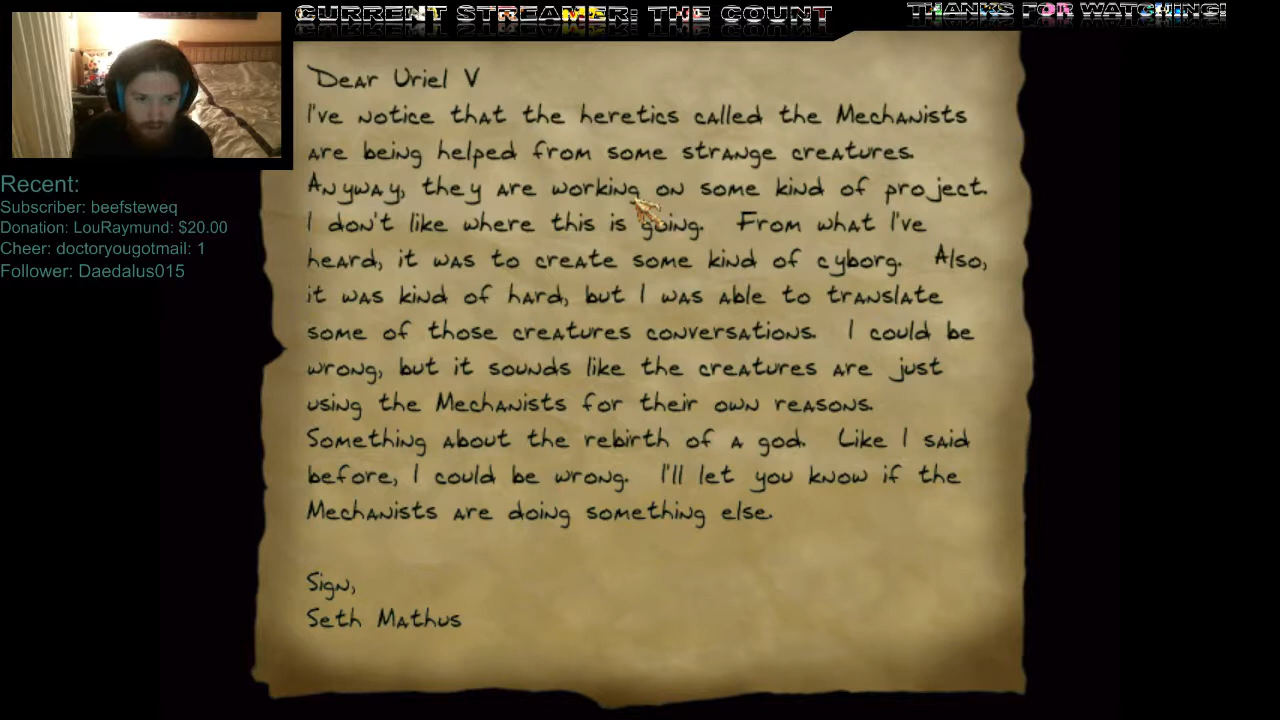 CURRENT STREAMER: THE COUNT
THANKS FOR WATCHING!
Recent:
Subscriber: beefsteweq
Donation: LouRaymund: $20.00
Cheer: doctoryougotmail: 1
Follower: Daedalus015
Dear Uriel V
I've notice that the heretics called the Mechanists
are being helped from some strange creatures.
Anyway, they are working on some kind of project.
I don't like where this is going. From what I've
heard, it was to create some kind of cyborg. Also,
it was kind of hard, but I was able to translate
some of those creatures conversations. I could be
wrong, but it sounds like the creatures are just
using the Mechanists for their own reasons.
Something about the rebirth of a god. Like I said
before, I could be wrong. I'll let you know if the
Mechanists are doing something else.
Sign,
Seth Mathus